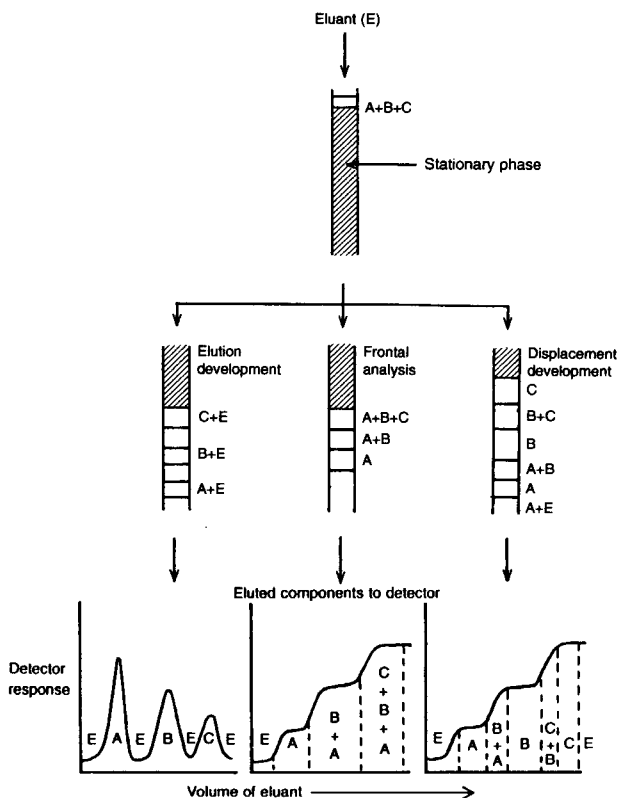 Eluant (E)
A+B+C
Stationary phase
Elution
development
C+E
B+E
A+E
Frontal
analysis
A+B+C
A+B
A
Displacement
development
C
B+C
B
A+B
A
A+E
Eluted components to detector
Detector
response
E A E B E C E
E A B + A C + B + A
E A B + A B C + B C E
Volume of eluant